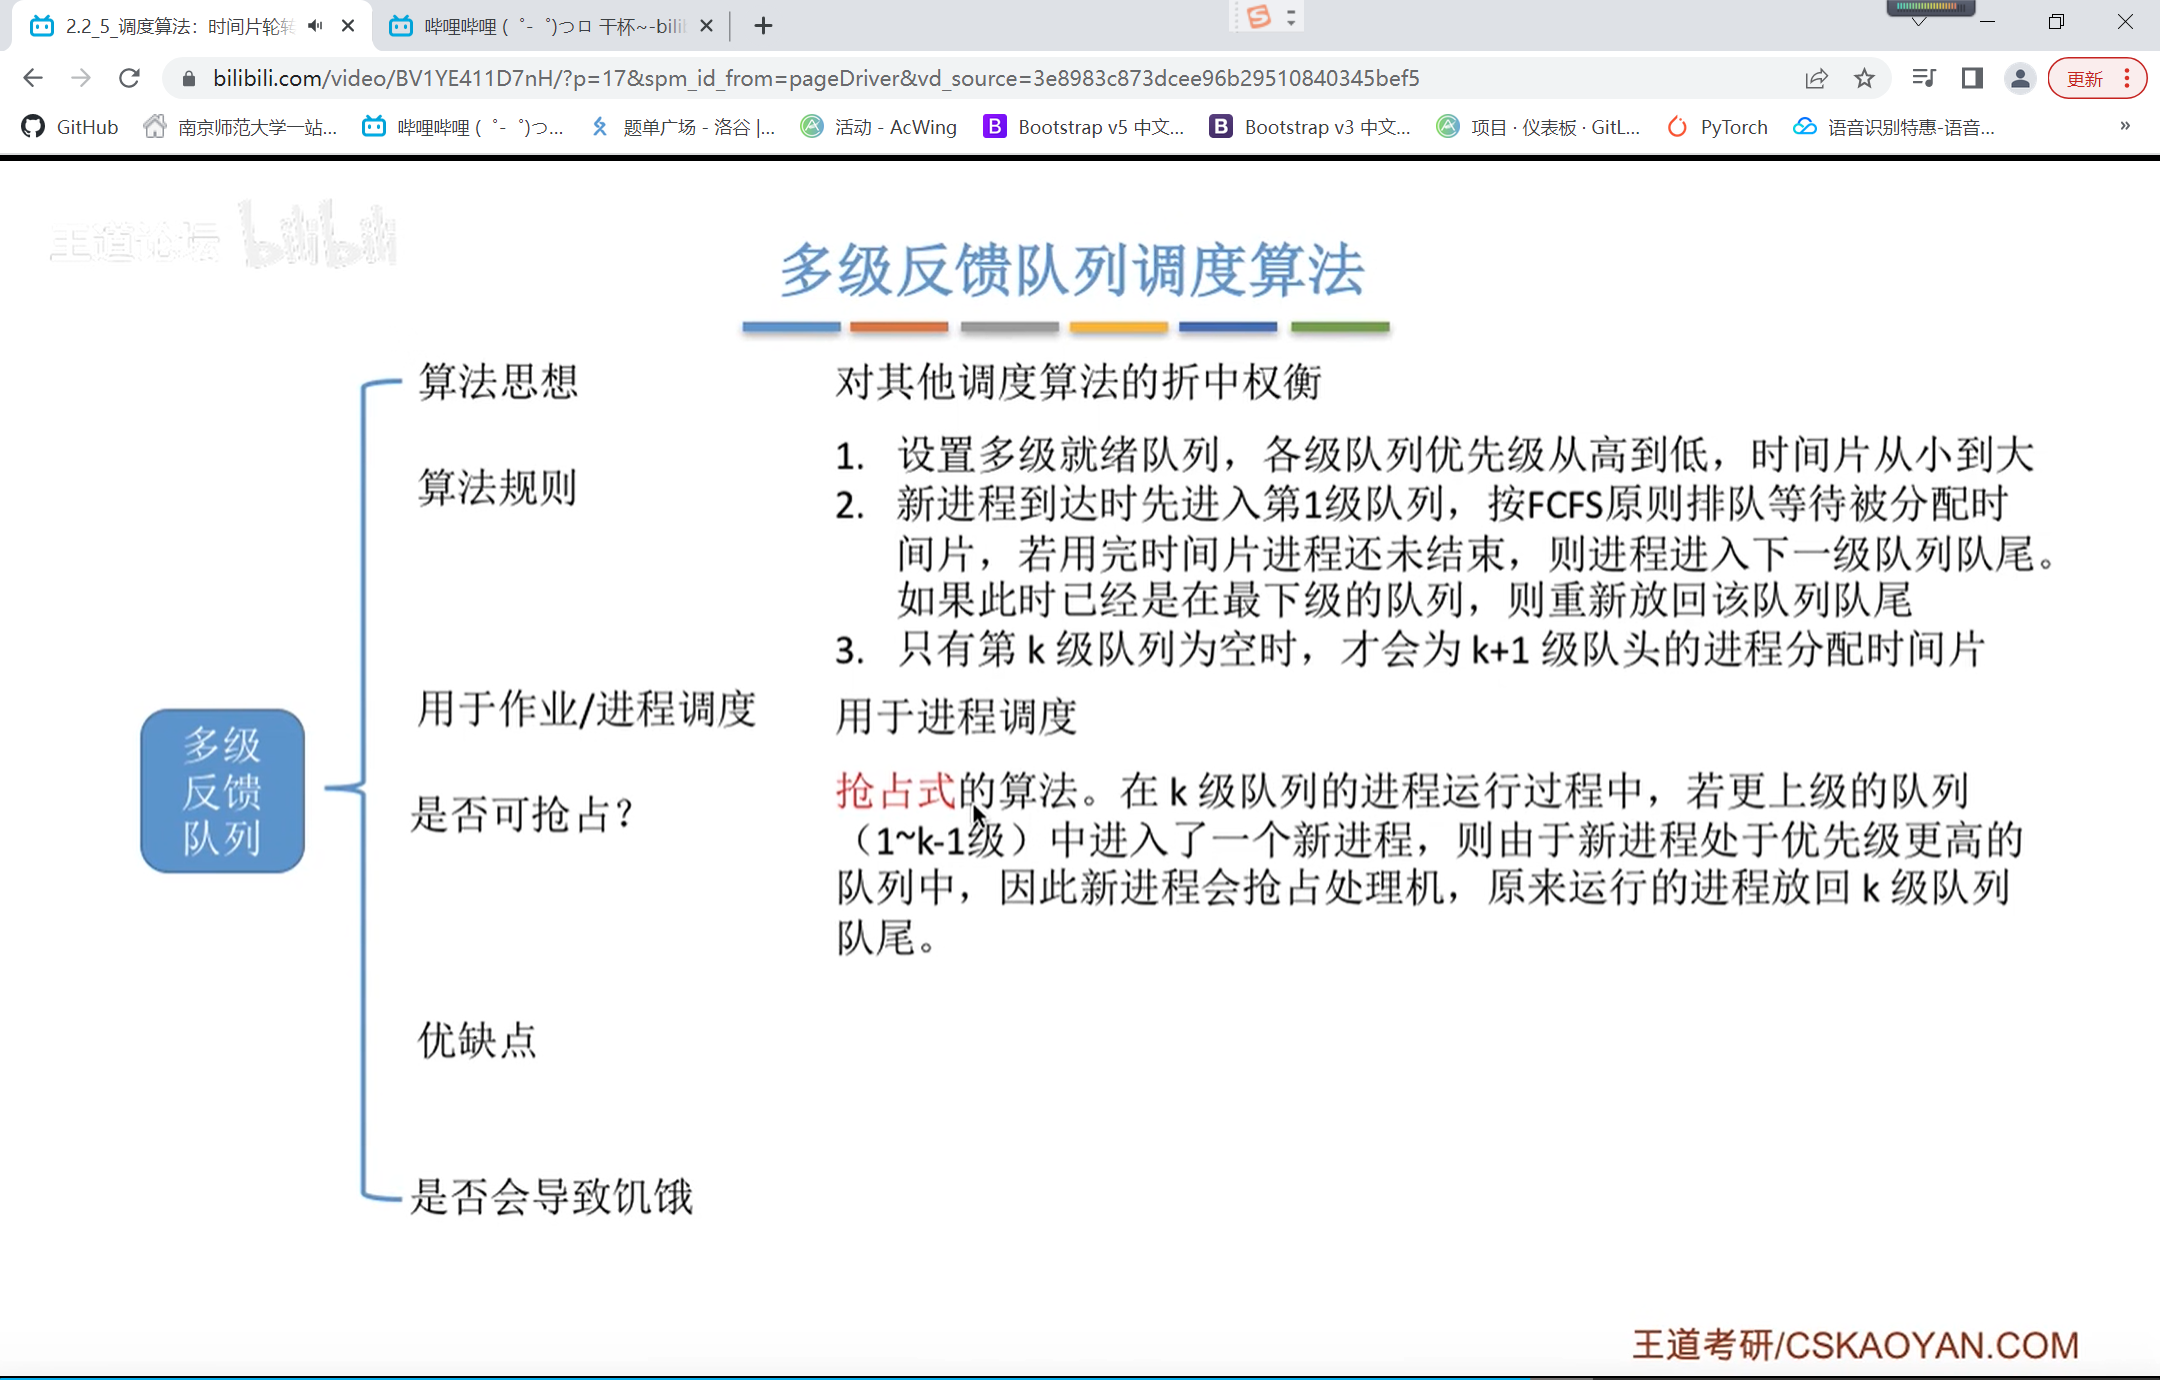 2.2_5_调度算法：时间片轮转
哔哩哔哩 (゜-゜)つロ 干杯~-bili
bilibili.com/video/BV1YE411D7nH/?p=17&spm_id_from=pageDriver&vd_source=3e8983c873dcee96b29510840345bef5
更新
GitHub
南京师范大学一站...
哔哩哔哩 (゜-゜)つ...
题单广场 - 洛谷 |...
活动 - AcWing
Bootstrap v5 中文...
Bootstrap v3 中文...
项目 · 仪表板 · GitL...
PyTorch
语音识别特惠-语音...
»
王道论坛 bilibili
多级反馈队列调度算法
算法思想
对其他调度算法的折中权衡
算法规则
1. 设置多级就绪队列，各级队列优先级从高到低，时间片从小到大
2. 新进程到达时先进入第1级队列，按FCFS原则排队等待被分配时
间片，若用完时间片进程还未结束，则进程进入下一级队列队尾。
如果此时已经是在最下级的队列，则重新放回该队列队尾
3. 只有第 k 级队列为空时，才会为 k+1 级队头的进程分配时间片
用于作业/进程调度
用于进程调度
多级
反馈
队列
是否可抢占？
抢占式的算法。在 k 级队列的进程运行过程中，若更上级的队列
（1~k-1级）中进入了一个新进程，则由于新进程处于优先级更高的
队列中，因此新进程会抢占处理机，原来运行的进程放回 k 级队列
队尾。
优缺点
是否会导致饥饿
王道考研/CSKAOYAN.COM